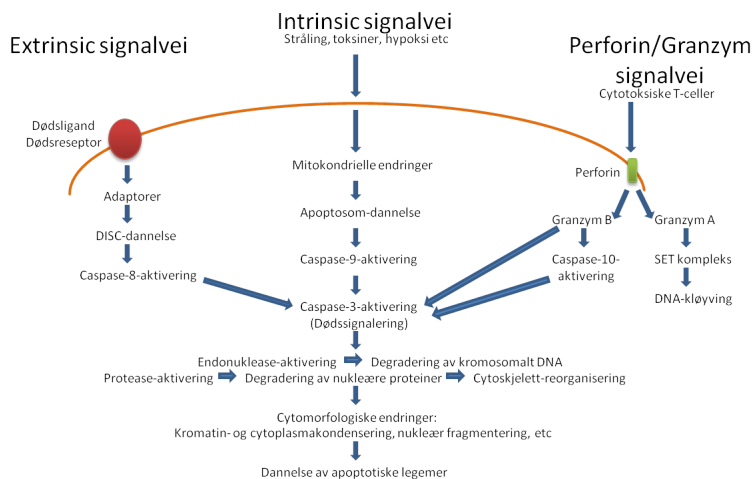 Intrinsic signalvei
Stråling, toksiner, hypoksi etc
Extrinsic signalvei
Perforin/Granzym
signalvei
Cytotoksiske T-celler
Dødsligand
Dødsreseptor
Adaptorer
DISC-dannelse
Caspase-8-aktivering
Mitokondrielle endringer
Apoptosom-dannelse
Caspase-9-aktivering
Caspase-3-aktivering
(Dødssignalering)
Perforin
Granzym B
Granzym A
Caspase-10-
aktivering
SET kompleks
DNA-kløyving
Endonuklease-aktivering Degradering av kromosomalt DNA
Protease-aktivering Degradering av nukleære proteiner Cytoskjelett-reorganisering
Cytomorfologiske endringer:
Kromatin- og cytoplasmakondensering, nukleær fragmentering, etc
Dannelse av apoptotiske legemer